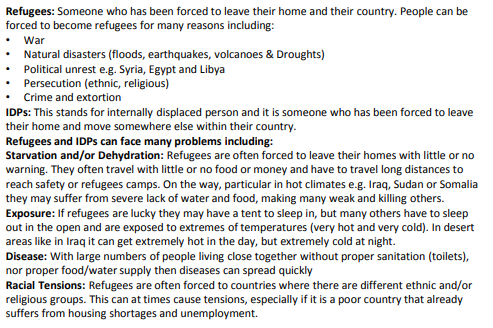 Refugees: Someone who has been forced to leave their home and their country. People can be
forced to become refugees for many reasons including:
• War
• Natural disasters (floods, earthquakes, volcanoes & Droughts)
• Political unrest e.g. Syria, Egypt and Libya
• Persecution (ethnic, religious)
• Crime and extortion
IDPs: This stands for internally displaced person and it is someone who has been forced to leave
their home and move somewhere else within their country.
Refugees and IDPs can face many problems including:
Starvation and/or Dehydration: Refugees are often forced to leave their homes with little or no
warning. They often travel with little or no food or money and have to travel long distances to
reach safety or refugees camps. On the way, particular in hot climates e.g. Iraq, Sudan or Somalia
they may suffer from severe lack of water and food, making many weak and killing others.
Exposure: If refugees are lucky they may have a tent to sleep in, but many others have to sleep
out in the open and are exposed to extremes of temperatures (very hot and very cold). In desert
areas like in Iraq it can get extremely hot in the day, but extremely cold at night.
Disease: With large numbers of people living close together without proper sanitation (toilets),
nor proper food/water supply then diseases can spread quickly
Racial Tensions: Refugees are often forced to countries where there are different ethnic and/or
religious groups. This can at times cause tensions, especially if it is a poor country that already
suffers from housing shortages and unemployment.